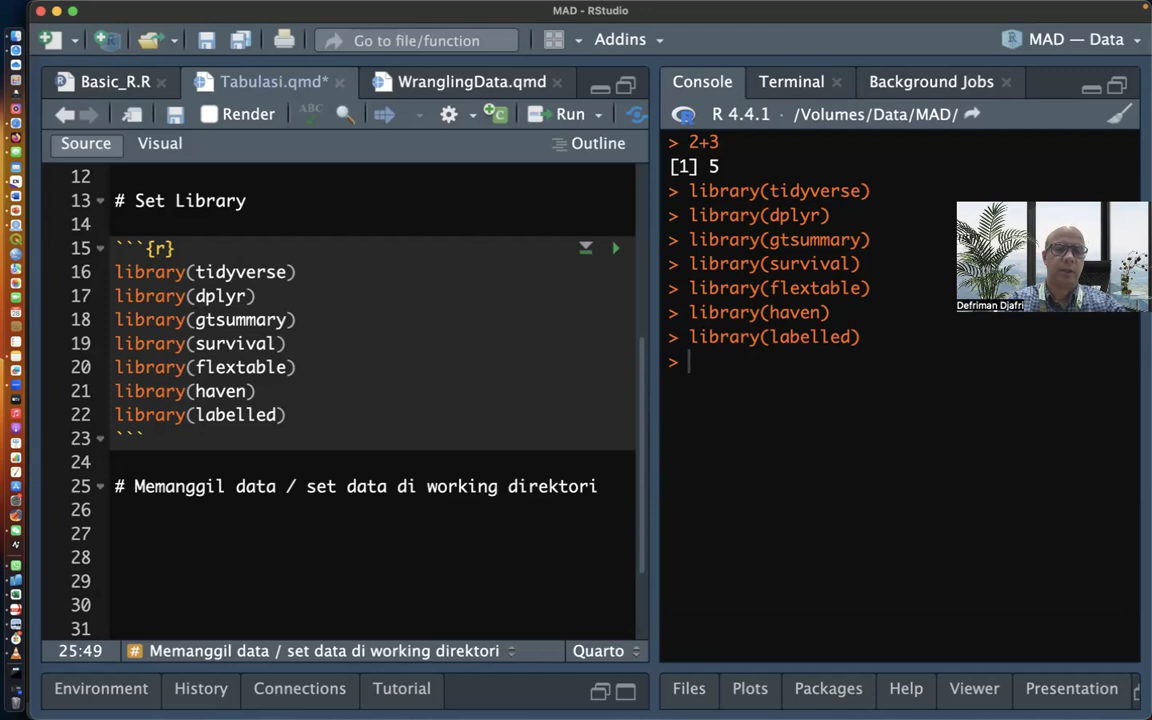 MAD - RStudio
Go to file/function
Addins
MAD — Data
Basic_R.R
Tabulasi.qmd*
WranglingData.qmd
Render
ABC
Run
Source
Visual
Outline
12
13 # Set Library
14
15 ```{r}
16 library(tidyverse)
17 library(dplyr)
18 library(gtsummary)
19 library(survival)
20 library(flextable)
21 library(haven)
22 library(labelled)
23 ```
24
25 # Memanggil data / set data di working direktori
26
27
28
29
30
31
25:49
# Memanggil data / set data di working direktori
Quarto
Environment
History
Connections
Tutorial
Console
Terminal
Background Jobs
R 4.4.1 · /Volumes/Data/MAD/
> 2+3
[1] 5
> library(tidyverse)
> library(dplyr)
> library(gtsummary)
> library(survival)
> library(flextable)
> library(haven)
> library(labelled)
>
Defriman Djafri
Files
Plots
Packages
Help
Viewer
Presentation